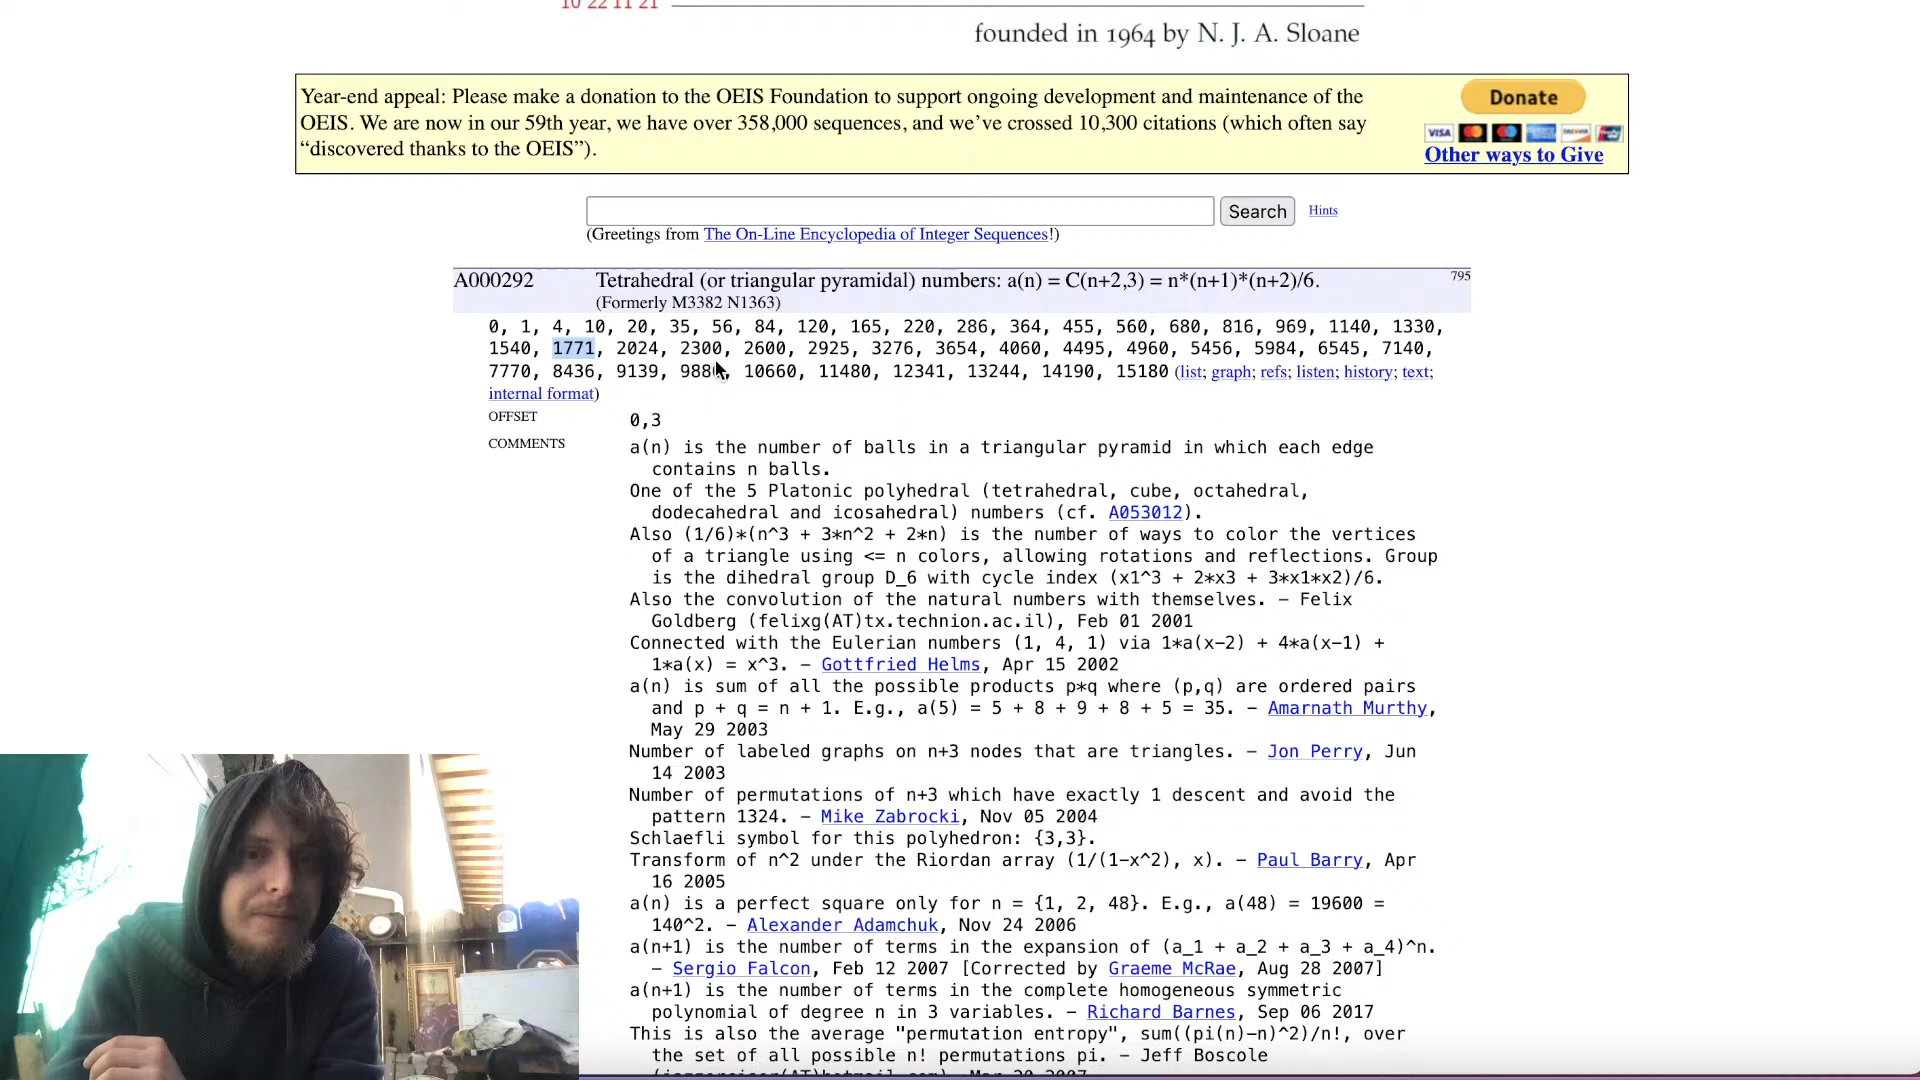 10 22 11 21
founded in 1964 by N. J. A. Sloane
Year-end appeal: Please make a donation to the OEIS Foundation to support ongoing development and maintenance of the
OEIS. We are now in our 59th year, we have over 358,000 sequences, and we’ve crossed 10,300 citations (which often say
“discovered thanks to the OEIS”).
Donate
VISA
Other ways to Give
Search
Hints
(Greetings from The On-Line Encyclopedia of Integer Sequences!)
A000292 Tetrahedral (or triangular pyramidal) numbers: a(n) = C(n+2,3) = n*(n+1)*(n+2)/6. 795
(Formerly M3382 N1363)
0, 1, 4, 10, 20, 35, 56, 84, 120, 165, 220, 286, 364, 455, 560, 680, 816, 969, 1140, 1330,
1540, 1771, 2024, 2300, 2600, 2925, 3276, 3654, 4060, 4495, 4960, 5456, 5984, 6545, 7140,
7770, 8436, 9139, 9880, 10660, 11480, 12341, 13244, 14190, 15180 (list; graph; refs; listen; history; text;
internal format)
OFFSET 0,3
COMMENTS a(n) is the number of balls in a triangular pyramid in which each edge
contains n balls.
One of the 5 Platonic polyhedral (tetrahedral, cube, octahedral,
dodecahedral and icosahedral) numbers (cf. A053012).
Also (1/6)*(n^3 + 3*n^2 + 2*n) is the number of ways to color the vertices
of a triangle using <= n colors, allowing rotations and reflections. Group
is the dihedral group D_6 with cycle index (x1^3 + 2*x3 + 3*x1*x2)/6.
Also the convolution of the natural numbers with themselves. - Felix
Goldberg (felixg(AT)tx.technion.ac.il), Feb 01 2001
Connected with the Eulerian numbers (1, 4, 1) via 1*a(x-2) + 4*a(x-1) +
1*a(x) = x^3. - Gottfried Helms, Apr 15 2002
a(n) is sum of all the possible products p*q where (p,q) are ordered pairs
and p + q = n + 1. E.g., a(5) = 5 + 8 + 9 + 8 + 5 = 35. - Amarnath Murthy,
May 29 2003
Number of labeled graphs on n+3 nodes that are triangles. - Jon Perry, Jun
14 2003
Number of permutations of n+3 which have exactly 1 descent and avoid the
pattern 1324. - Mike Zabrocki, Nov 05 2004
Schlaefli symbol for this polyhedron: {3,3}.
Transform of n^2 under the Riordan array (1/(1-x^2), x). - Paul Barry, Apr
16 2005
a(n) is a perfect square only for n = {1, 2, 48}. E.g., a(48) = 19600 =
140^2. - Alexander Adamchuk, Nov 24 2006
a(n+1) is the number of terms in the expansion of (a_1 + a_2 + a_3 + a_4)^n.
- Sergio Falcon, Feb 12 2007 [Corrected by Graeme McRae, Aug 28 2007]
a(n+1) is the number of terms in the complete homogeneous symmetric
polynomial of degree n in 3 variables. - Richard Barnes, Sep 06 2017
This is also the average "permutation entropy", sum((pi(n)-n)^2)/n!, over
the set of all possible n! permutations pi. - Jeff Boscole